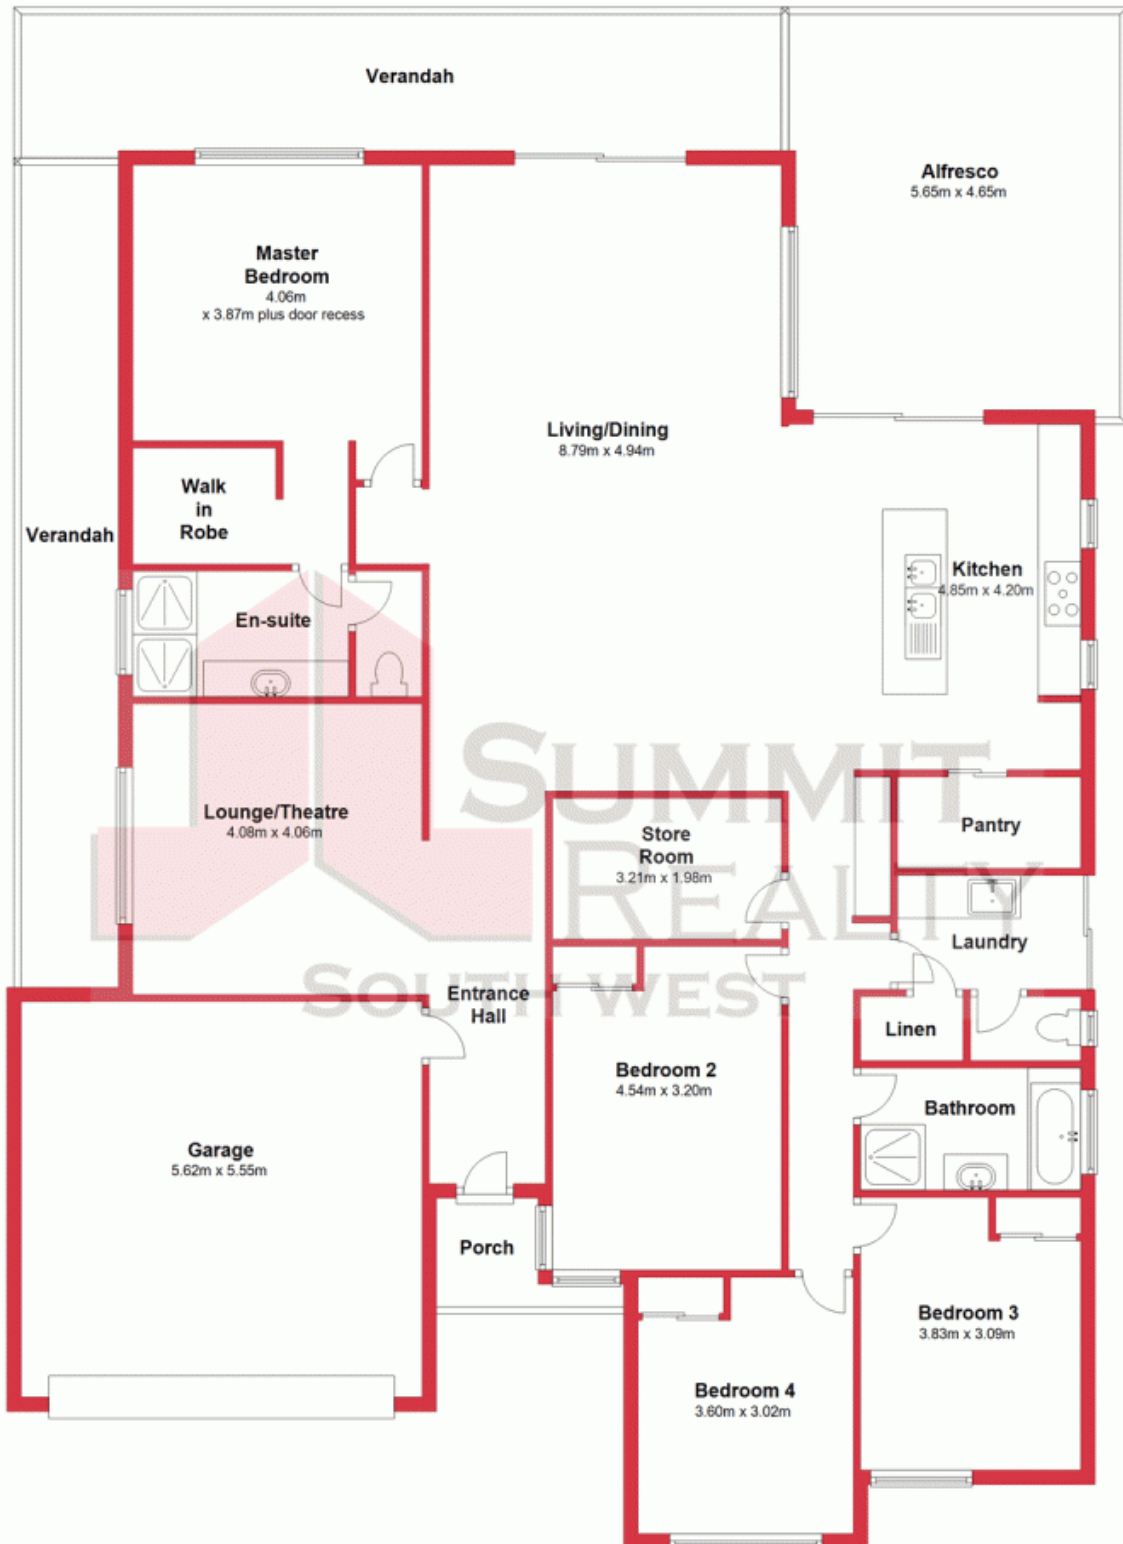 Verandah
Alfresco
5.65m x 4.65m
Master
Bedroom
4.06m
x 3.87m plus door recess
Living/Dining
8.79m x 4.94m
Walk
in
Robe
Verandah
Kitchen
4.85m x 4.20m
En-suite
SUMMIT
REALTY
SOUTH WEST
Lounge/Theatre
4.08m x 4.06m
Store
Room
3.21m x 1.98m
Pantry
Laundry
Entrance
Hall
Linen
Bedroom 2
4.54m x 3.20m
Bathroom
Garage
5.62m x 5.55m
Porch
Bedroom 3
3.83m x 3.09m
Bedroom 4
3.60m x 3.02m